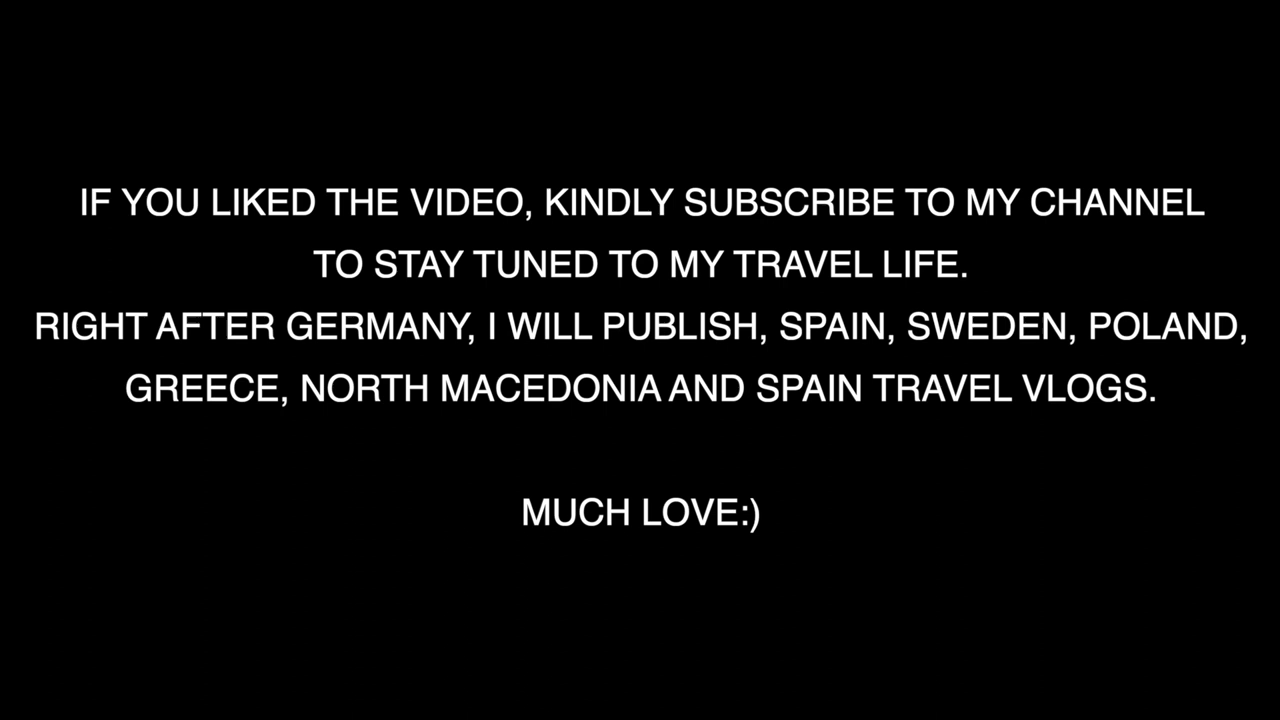 IF YOU LIKED THE VIDEO, KINDLY SUBSCRIBE TO MY CHANNEL
TO STAY TUNED TO MY TRAVEL LIFE.
RIGHT AFTER GERMANY, I WILL PUBLISH, SPAIN, SWEDEN, POLAND,
GREECE, NORTH MACEDONIA AND SPAIN TRAVEL VLOGS.
MUCH LOVE:)